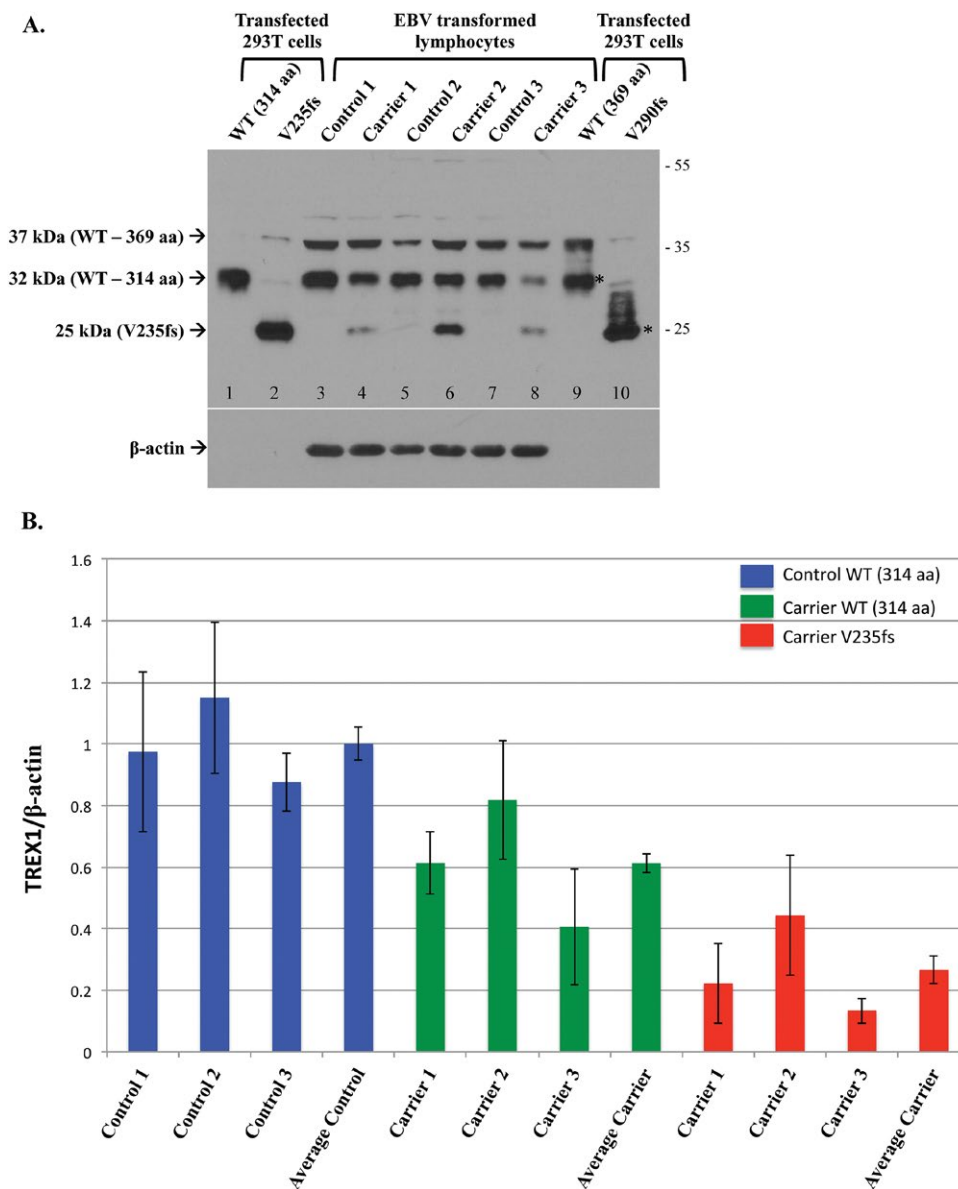 A.
Transfected
293T cells
EBV transformed
lymphocytes
Transfected
293T cells
WT (314 aa)
V235fs
Control 1
Carrier 1
Control 2
Carrier 2
Control 3
Carrier 3
WT (369 aa)
V290fs
- 55
37 kDa (WT – 369 aa) →
- 35
32 kDa (WT – 314 aa) →
*
25 kDa (V235fs) →
* - 25
1 2 3 4 5 6 7 8 9 10
β-actin →
B.
1.6
1.4
1.2
1
0.8
0.6
0.4
0.2
0
TREX1/β-actin
Control WT (314 aa)
Carrier WT (314 aa)
Carrier V235fs
Control 1
Control 2
Control 3
Average Control
Carrier 1
Carrier 2
Carrier 3
Average Carrier
Carrier 1
Carrier 2
Carrier 3
Average Carrier